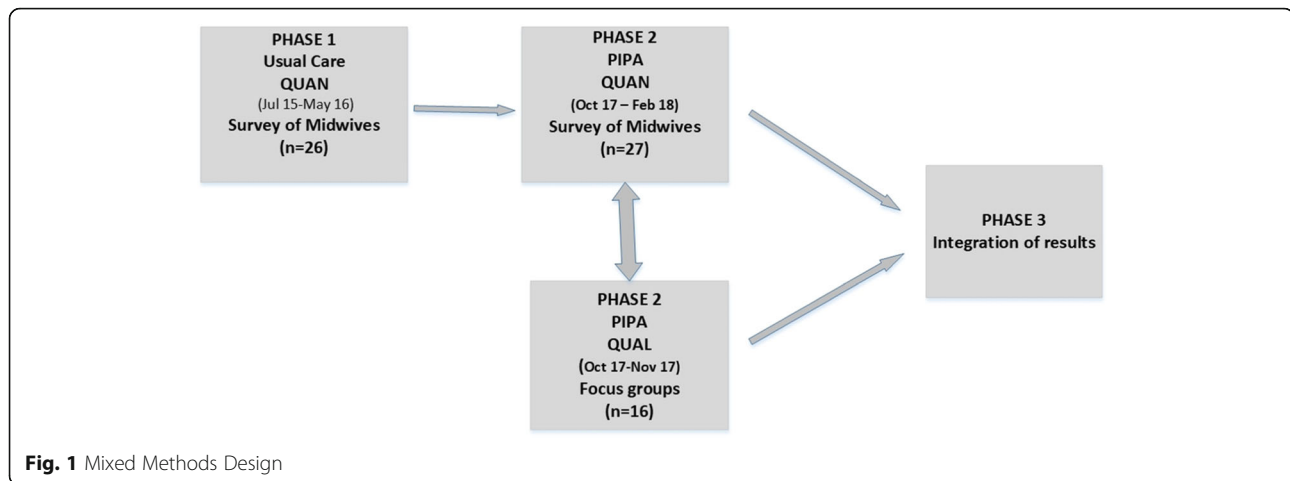 PHASE 1
Usual Care
QUAN
(Jul 15-May 16)
Survey of Midwives
(n=26)
PHASE 2
PIPA
QUAN
(Oct 17 – Feb 18)
Survey of Midwives
(n=27)
PHASE 2
PIPA
QUAL
(Oct 17-Nov 17)
Focus groups
(n=16)
PHASE 3
Integration of results
Fig. 1 Mixed Methods Design